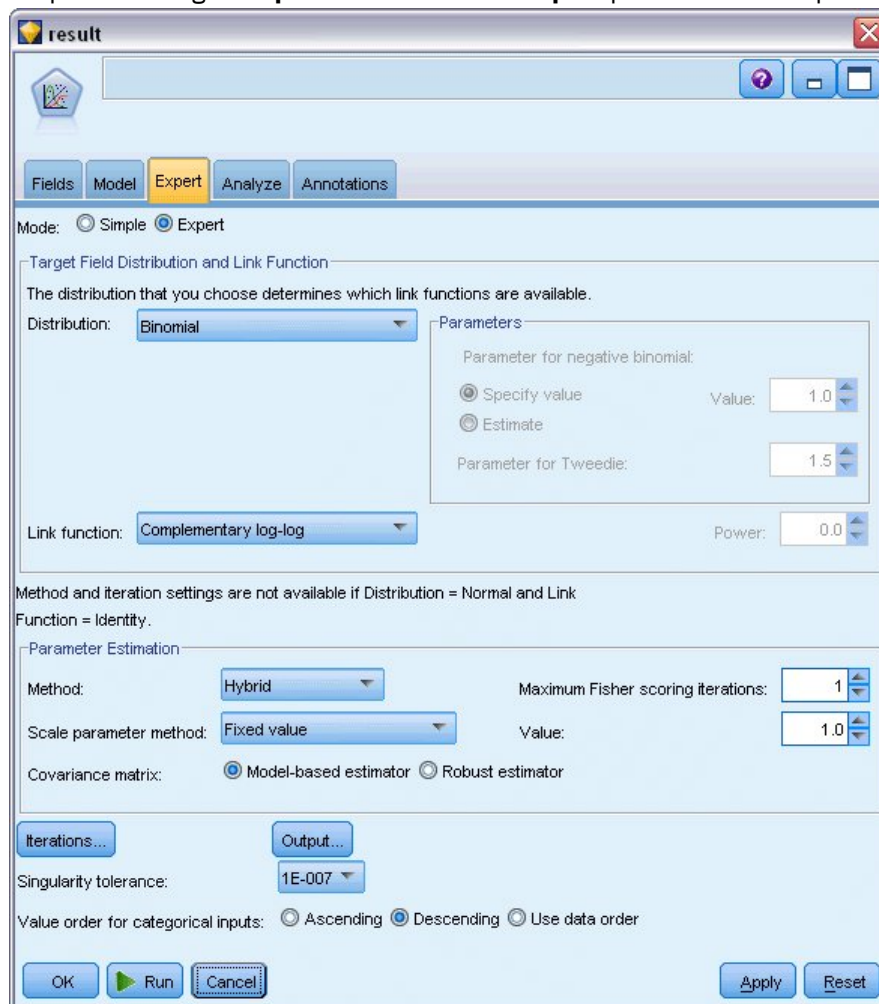 result
Fields Model Expert Analyze Annotations
Mode: Simple Expert
Target Field Distribution and Link Function
The distribution that you choose determines which link functions are available.
Distribution: Binomial
Parameters
Parameter for negative binomial:
Specify value Value: 1.0
Estimate
Parameter for Tweedie: 1.5
Link function: Complementary log-log Power: 0.0
Method and iteration settings are not available if Distribution = Normal and Link
Function = Identity.
Parameter Estimation
Method: Hybrid Maximum Fisher scoring iterations: 1
Scale parameter method: Fixed value Value: 1.0
Covariance matrix: Model-based estimator Robust estimator
Iterations... Output...
Singularity tolerance: 1E-007
Value order for categorical inputs: Ascending Descending Use data order
OK Run Cancel Apply Reset